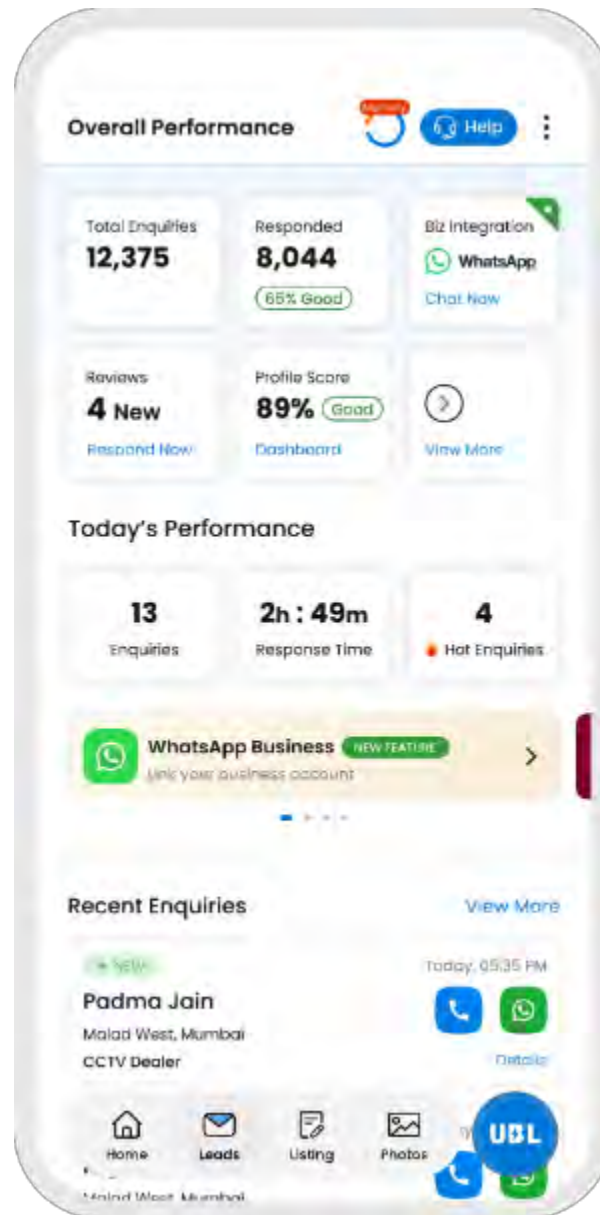 Overall Performance
Help
Total Enquiries
12,375
Responded
8,044
65% Good
Biz Integration
WhatsApp
Chat Now
Reviews
4 New
Respond Now
Profile Score
89% Good
Dashboard
View More
Today's Performance
13
Enquiries
2h : 49m
Response Time
4
Hot Enquiries
WhatsApp Business NEW FEATURE
Link your business account
Recent Enquiries
View More
NEW
Today, 05:35 PM
Padma Jain
Malad West, Mumbai
CCTV Dealer
Details
Home
Leads
Listing
Photos
UBL
Malad West, Mumbai